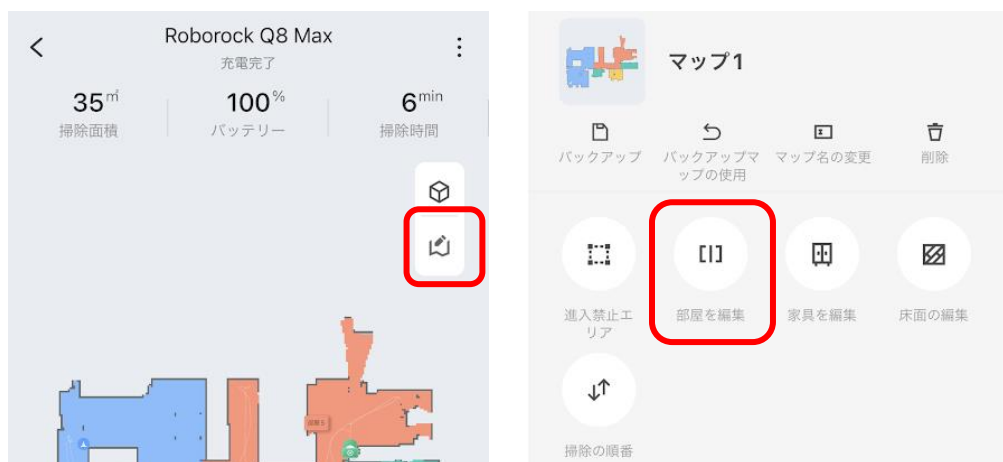 Roborock Q8 Max
充電完了
35㎡
100%
6min
掃除面積
バッテリー
掃除時間
マップ1
バックアップ
バックアップマ
ップの使用
マップ名の変更
削除
進入禁止エ
リア
部屋を編集
家具を編集
床面の編集
掃除の順番